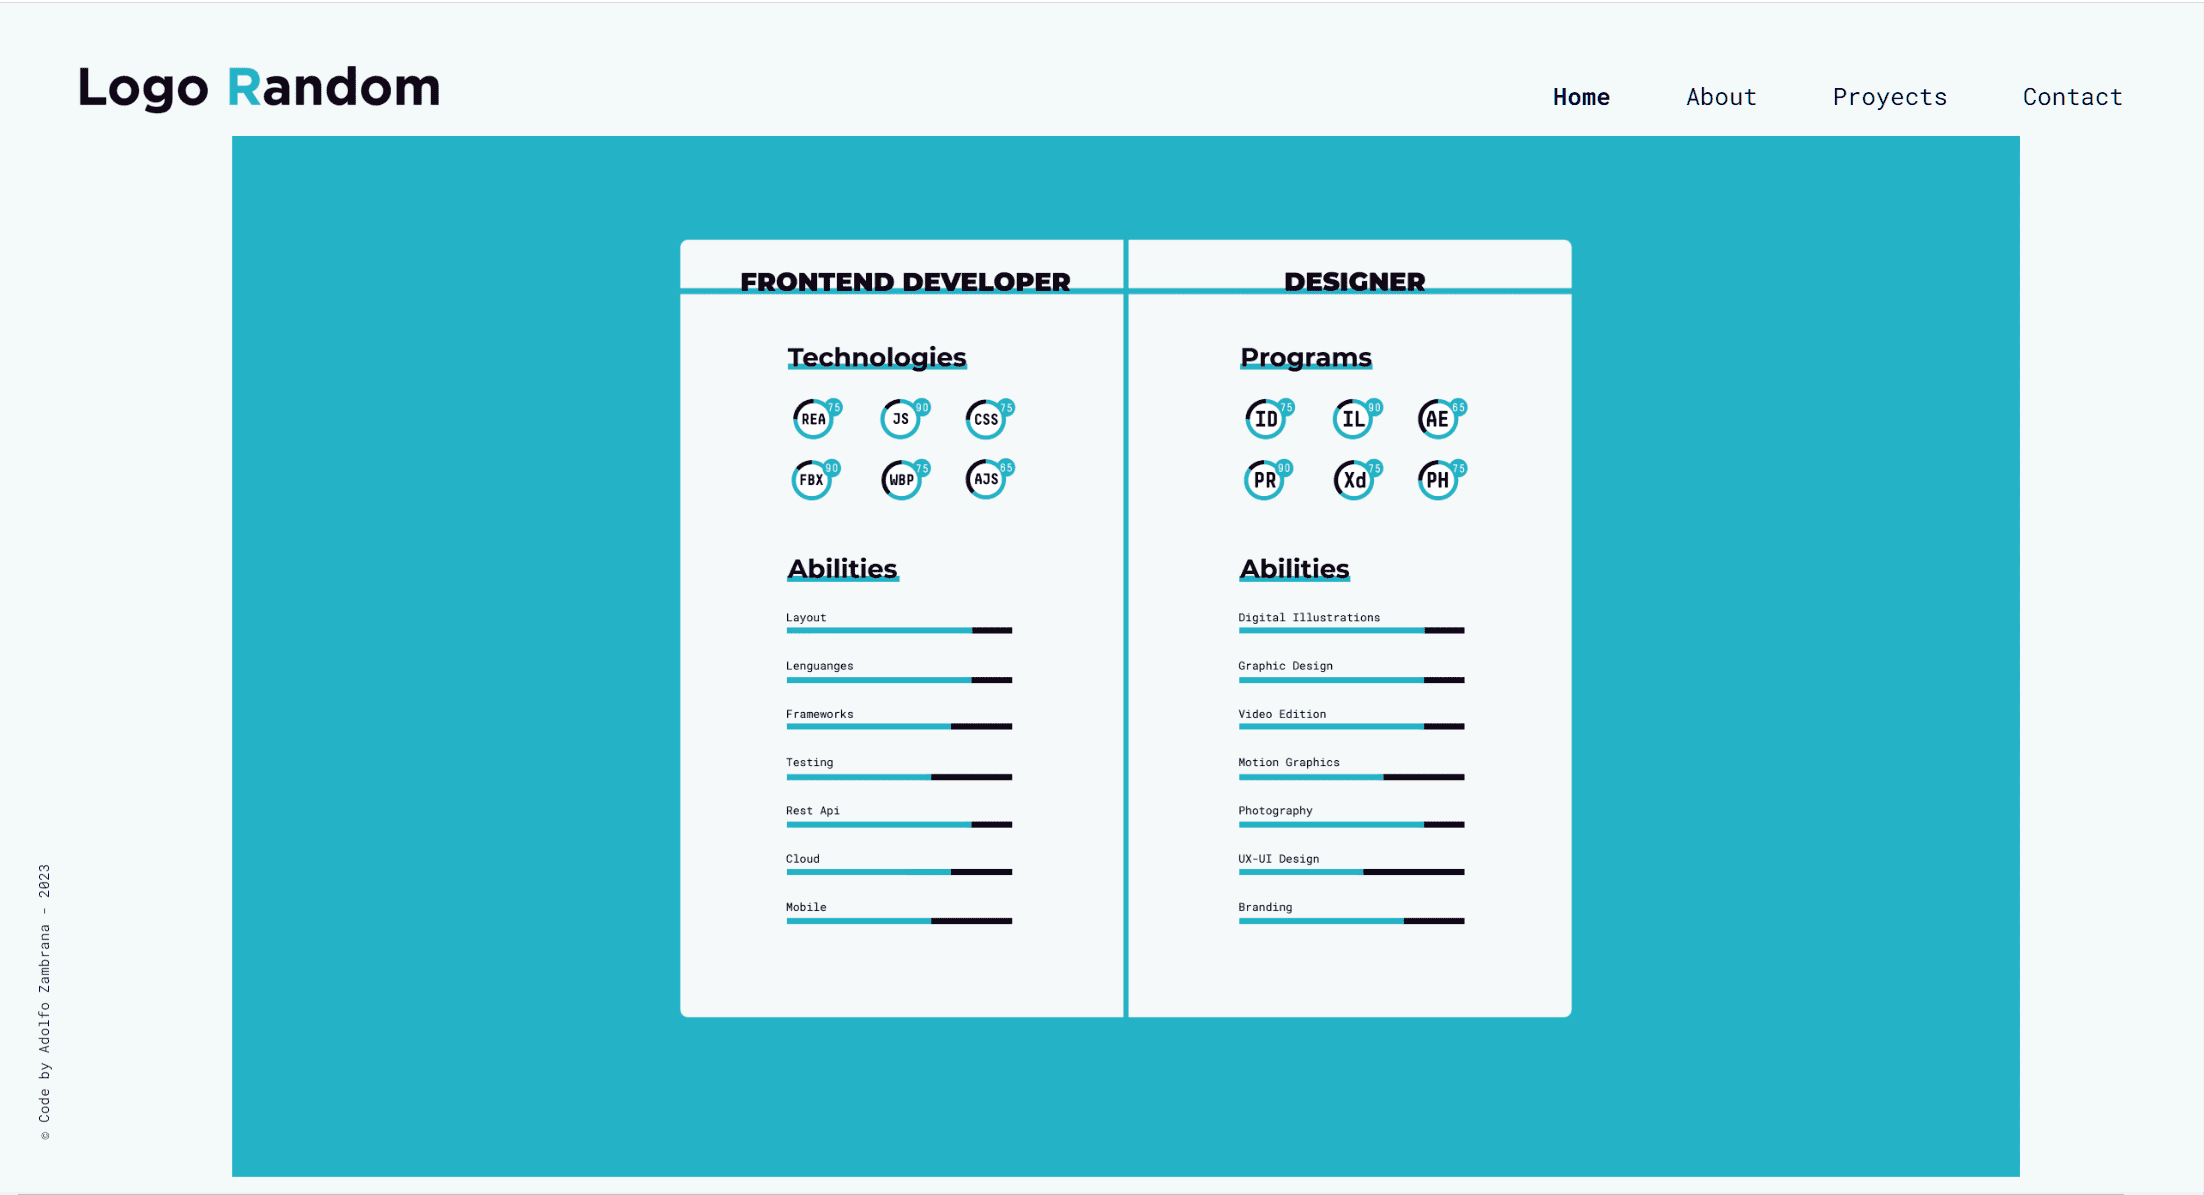 Logo Random
Home About Proyects Contact
FRONTEND DEVELOPER
Technologies
REA 75 JS 90 CSS 75
FBX 90 WBP 75 AJS 65
Abilities
Layout
Lenguanges
Frameworks
Testing
Rest Api
Cloud
Mobile
DESIGNER
Programs
ID 75 IL 90 AE 65
PR 90 Xd 75 PH 75
Abilities
Digital Illustrations
Graphic Design
Video Edition
Motion Graphics
Photography
UX-UI Design
Branding
© Code by Adolfo Zambrana - 2023